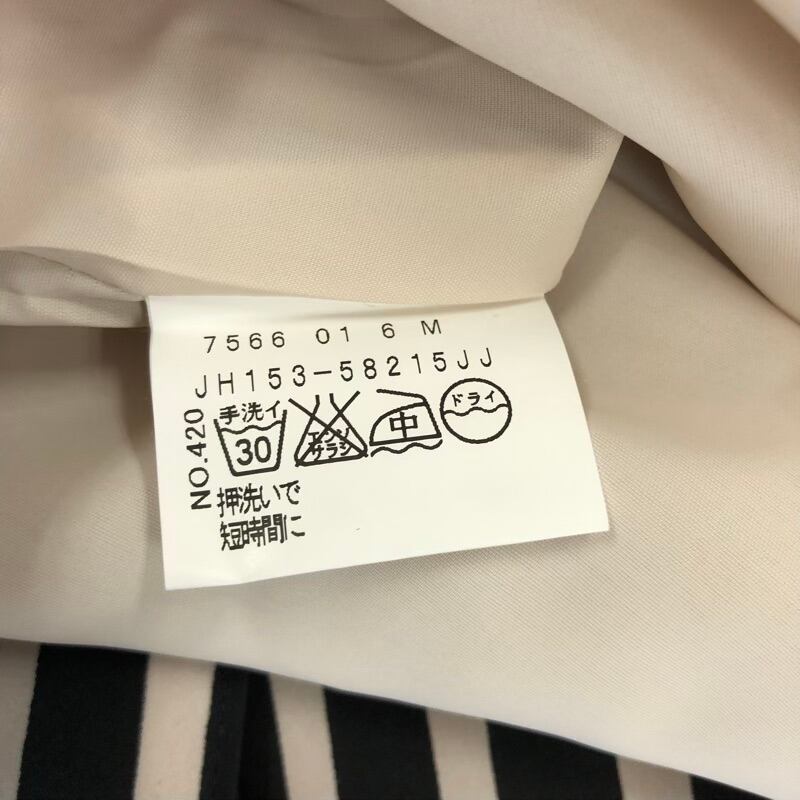 7566 01 6 M
JH153-58215JJ
NO.420
手洗イ
30
エンソ
サラシ
中
ドライ
押洗いで
短時間に